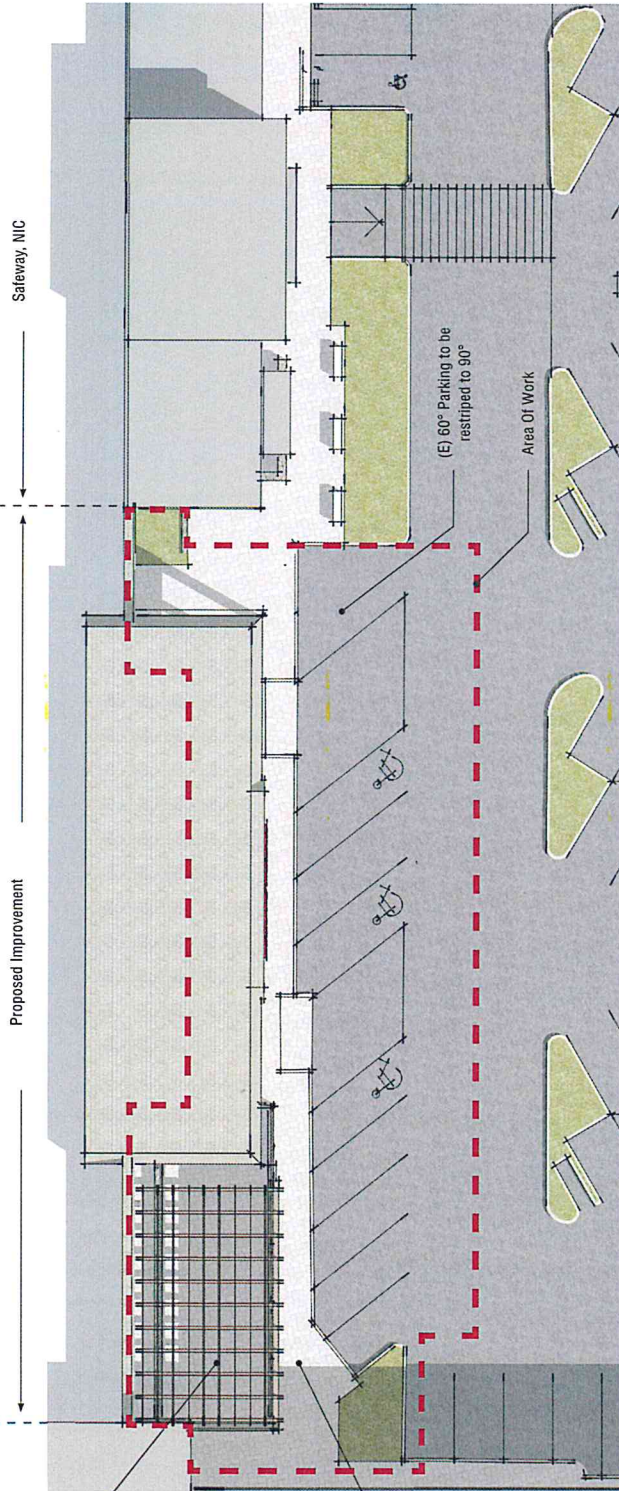 Safeway, NIC
Proposed Improvement
(E) 60° Parking to be
restriped to 90°
Area Of Work